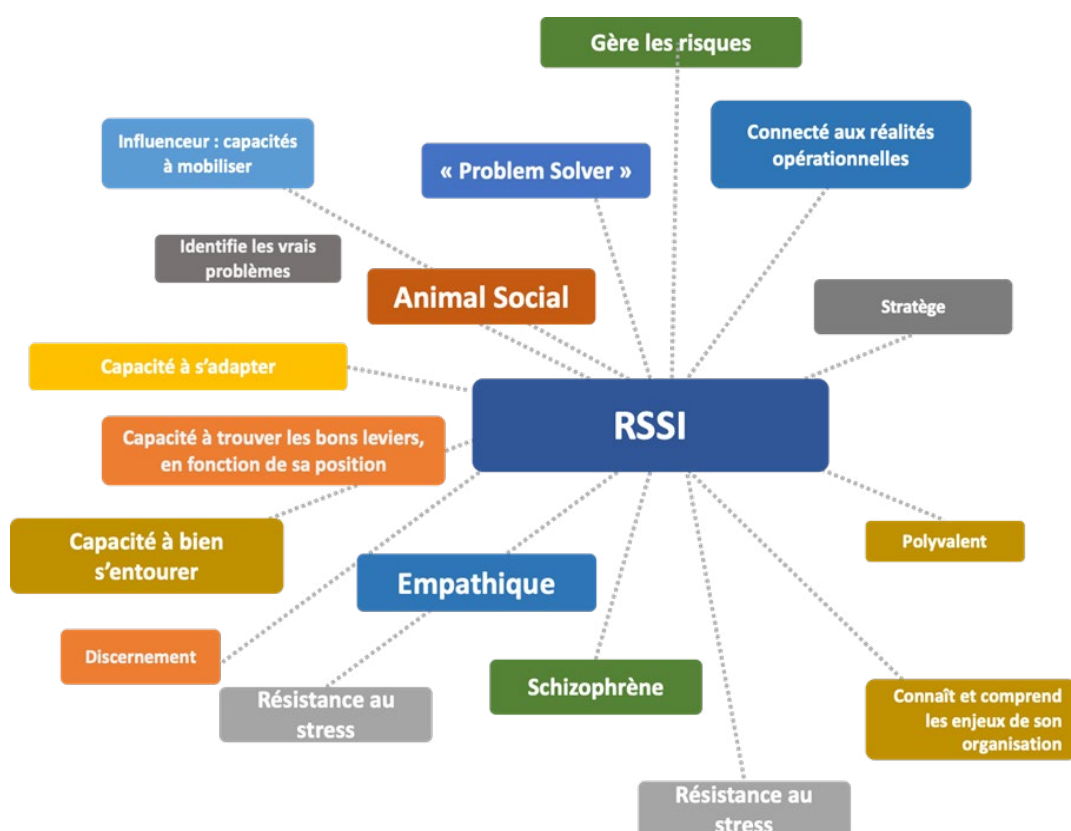 Gère les risques
Influenceur : capacités
à mobiliser
« Problem Solver »
Connecté aux réalités
opérationnelles
Identifie les vrais
problèmes
Animal Social
Stratège
Capacité à s'adapter
RSSI
Capacité à trouver les bons leviers,
en fonction de sa position
Capacité à bien
s'entourer
Polyvalent
Empathique
Discernement
Résistance au
stress
Schizophrène
Connaît et comprend
les enjeux de son
organisation
Résistance au
stress